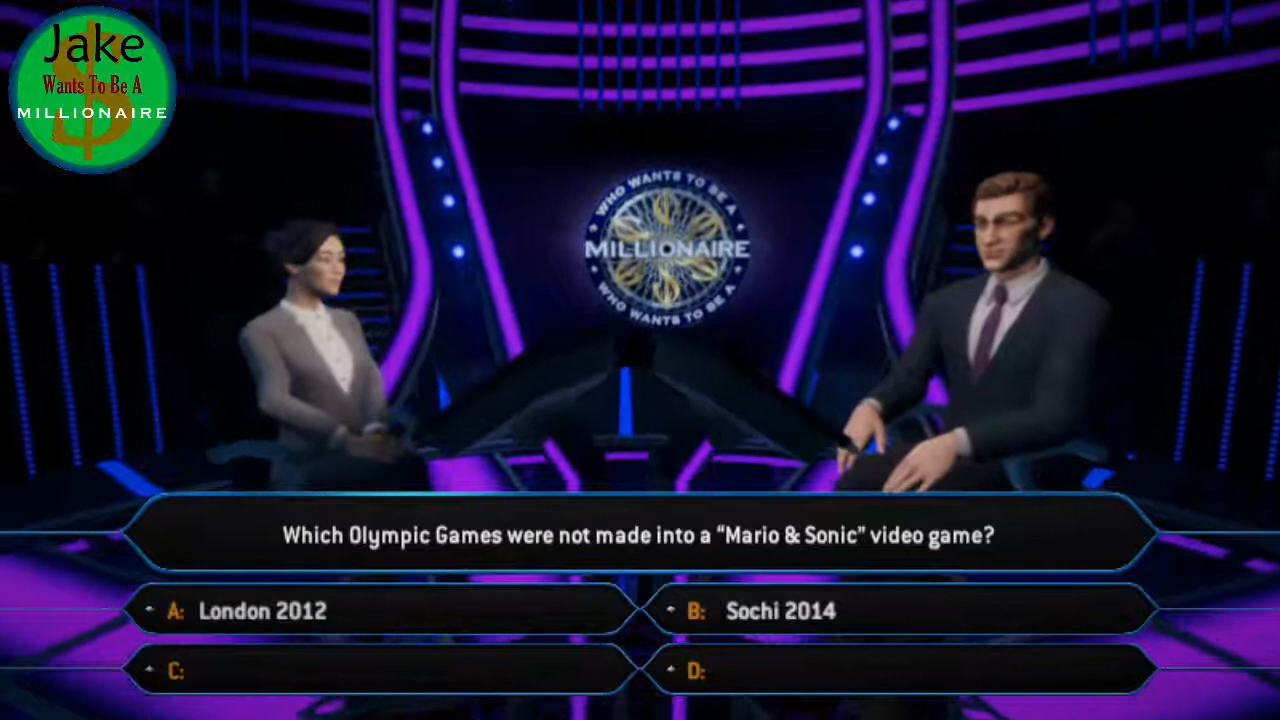 Jake
Wants To Be A
MILLIONAIRE
WHO WANTS TO BE A
MILLIONAIRE
WHO WANTS TO BE A
Which Olympic Games were not made into a “Mario & Sonic” video game?
A: London 2012
B: Sochi 2014
C:
D: